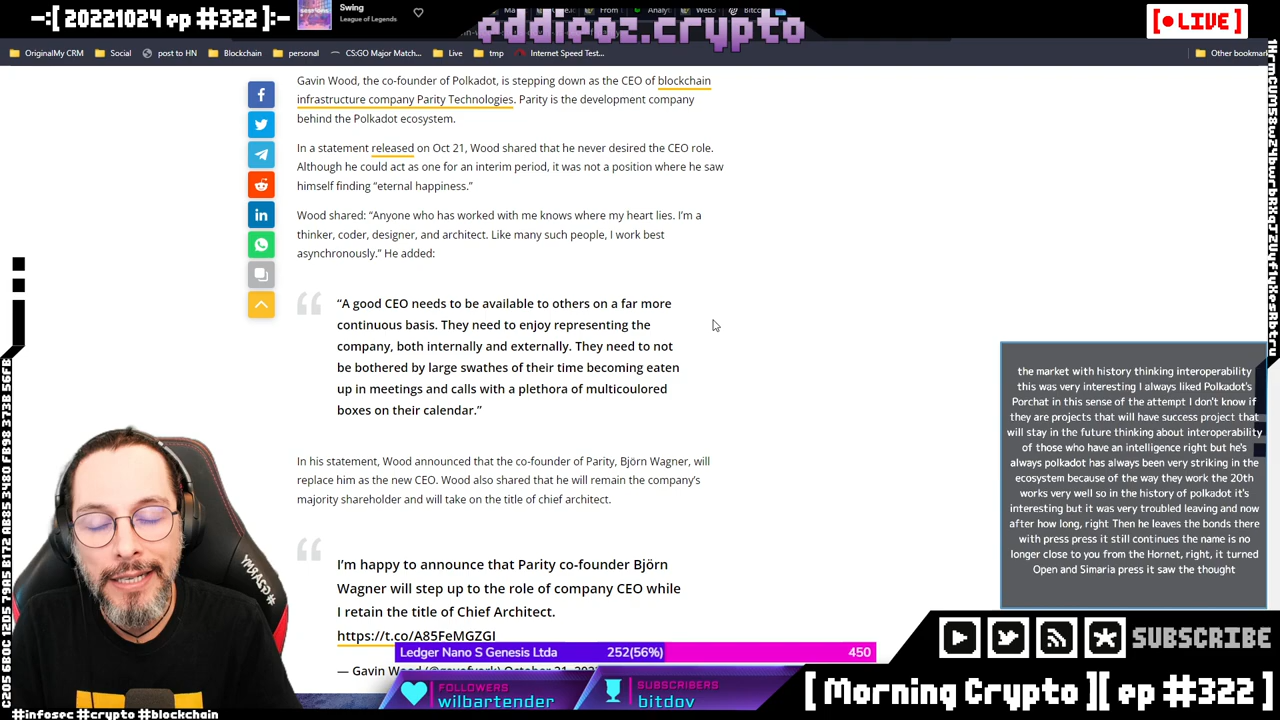 -:[ 20221024 ep #322 ]:-
Swing
League of Legends
eddieoz.crypto
[ LIVE ]
OriginalMy CRM
Social
post to HN
Blockchain
personal
CS:GO Major Match...
Live
tmp
Internet Speed Test...
Other bookmar
Gavin Wood, the co-founder of Polkadot, is stepping down as the CEO of blockchain
infrastructure company Parity Technologies. Parity is the development company
behind the Polkadot ecosystem.
In a statement released on Oct 21, Wood shared that he never desired the CEO role.
Although he could act as one for an interim period, it was not a position where he saw
himself finding “eternal happiness.”
Wood shared: “Anyone who has worked with me knows where my heart lies. I’m a
thinker, coder, designer, and architect. Like many such people, I work best
asynchronously.” He added:
“A good CEO needs to be available to others on a far more
continuous basis. They need to enjoy representing the
company, both internally and externally. They need to not
be bothered by large swathes of their time becoming eaten
up in meetings and calls with a plethora of multicoulored
boxes on their calendar.”
In his statement, Wood announced that the co-founder of Parity, Björn Wagner, will
replace him as the new CEO. Wood also shared that he will remain the company’s
majority shareholder and will take on the title of chief architect.
I’m happy to announce that Parity co-founder Björn
Wagner will step up to the role of company CEO while
I retain the title of Chief Architect.
https://t.co/A85FeMGZGI
— Gavin Wood
the market with history thinking interoperability
this was very interesting I always liked Polkadot's
Porchat in this sense of the attempt I don't know if
they are projects that will have success project that
will stay in the future thinking about interoperability
of those who have an intelligence right but he's
always polkadot has always been very striking in the
ecosystem because of the way they work the 20th
works very well so in the history of polkadot it's
interesting but it was very troubled leaving and now
after how long, right Then he leaves the bonds there
with press press it still continues the name is no
longer close to you from the Hornet, right, it turned
Open and Simaria press it saw the thought
Ledger Nano S Genesis Ltda
252(56%)
450
FOLLOWERS
wilbartender
SUBSCRIBERS
bitdov
SUBSCRIBE
[ Morning Crypto ][ ep #322 ]
#infosec #crypto #blockchain